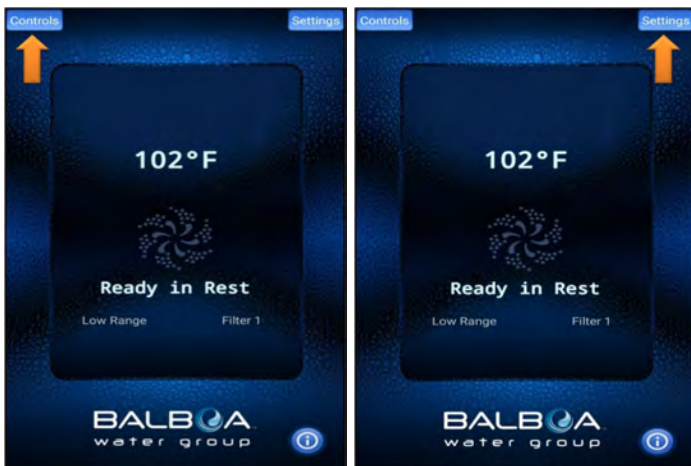 Controls Settings
102°F
Ready in Rest
Low Range Filter 1
BALBOA
water group
Controls Settings
102°F
Ready in Rest
Low Range Filter 1
BALBOA
water group